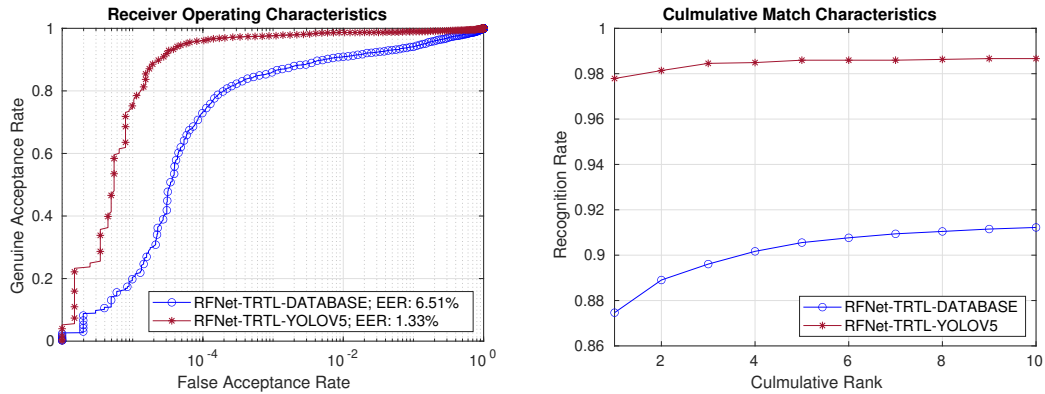 Receiver Operating Characteristics
1
0.8
0.6
0.4
0.2
0
Genuine Acceptance Rate
RFNet-TRTL-DATABASE; EER: 6.51%
RFNet-TRTL-YOLOV5; EER: 1.33%
10^-4
10^-2
10^0
False Acceptance Rate
Culmulative Match Characteristics
1
0.98
0.96
0.94
0.92
0.9
0.88
0.86
Recognition Rate
RFNet-TRTL-DATABASE
RFNet-TRTL-YOLOV5
2
4
6
8
10
Culmulative Rank